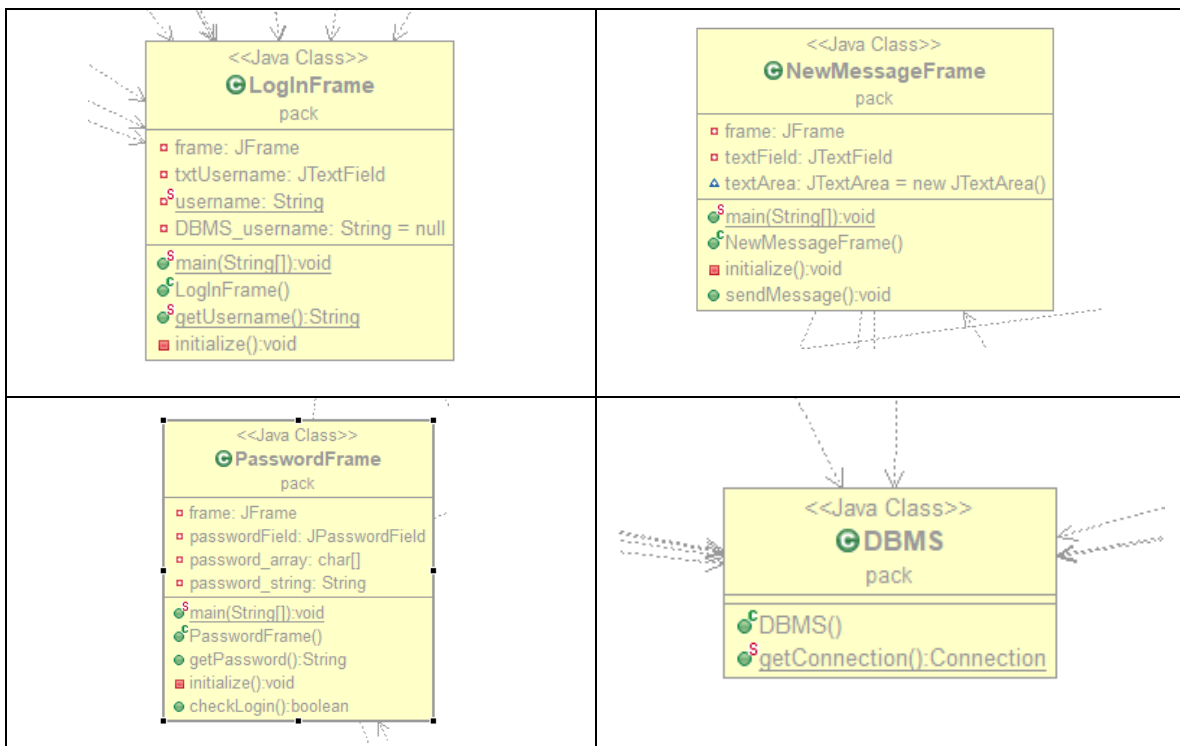 <<Java Class>>
LogInFrame
pack
frame: JFrame
txtUsername: JTextField
username: String
DBMS_username: String = null
main(String[]):void
LogInFrame()
getUsername():String
initialize():void
<<Java Class>>
NewMessageFrame
pack
frame: JFrame
textField: JTextField
textArea: JTextArea = new JTextArea()
main(String[]):void
NewMessageFrame()
initialize():void
sendMessage():void
<<Java Class>>
PasswordFrame
pack
frame: JFrame
passwordField: JPasswordField
password_array: char[]
password_string: String
main(String[]):void
PasswordFrame()
getPassword():String
initialize():void
checkLogin():boolean
<<Java Class>>
DBMS
pack
DBMS()
getConnection():Connection